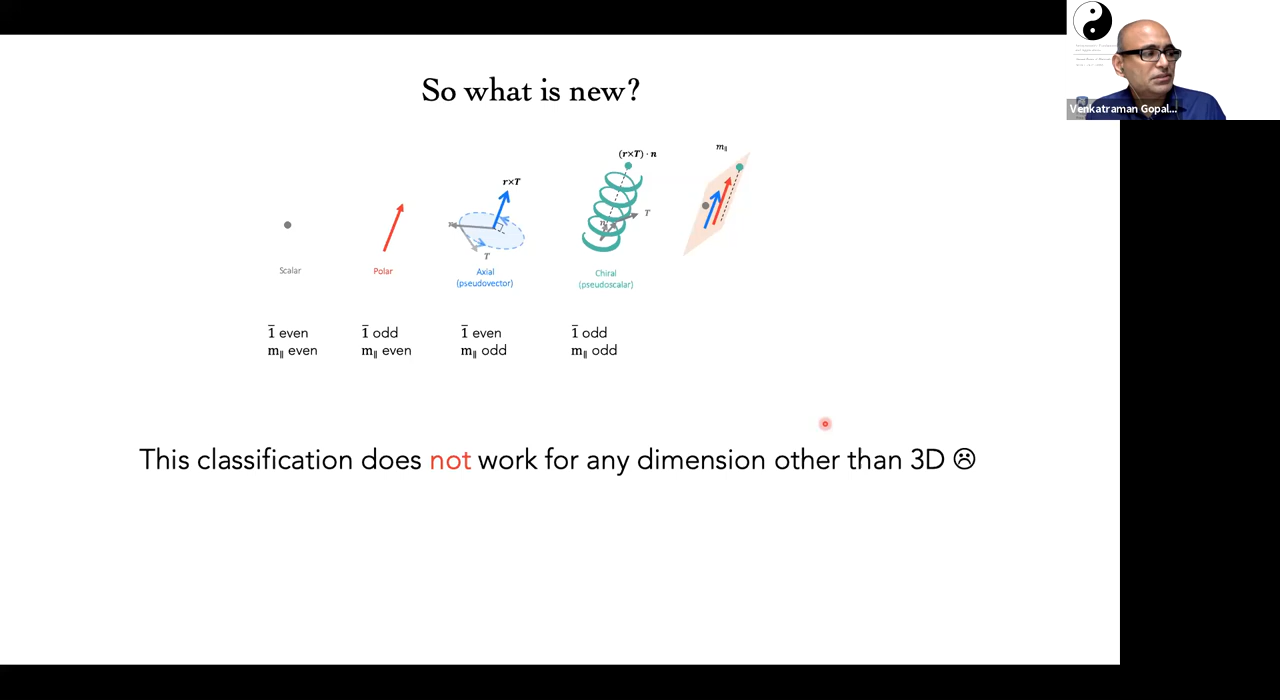 So what is new?
r×T
T
Axial
(pseudovector)
Scalar
Polar
(r×T) · n
T
Chiral
(pseudoscalar)
m∥
1̅ even
m∥ even
1̅ odd
m∥ even
1̅ even
m∥ odd
1̅ odd
m∥ odd
This classification does not work for any dimension other than 3D ☹
Venkatraman Gopal...